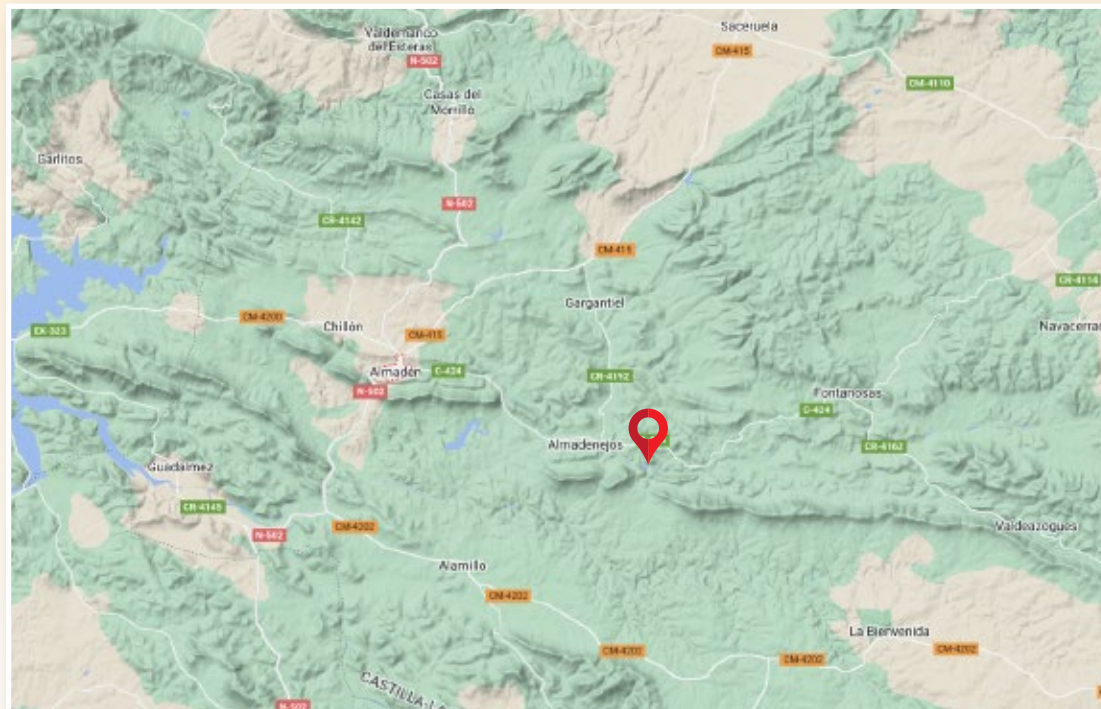 Saceruela
Valdemanco
del Esteras
CM-415
N-502
CM-4110
Casas del
Morrillo
Garlitos
N-502
CR-4142
CM-415
CR-4114
Gargantiel
CM-4200
Chillón
Navacerrad
EX-323
CM-415
Almadén
C-424
CR-4192
N-502
Fontanosas
C-424
Almadenejos
CR-4163
Guadalmez
CR-4145
Valdeazogues
CM-4202
N-502
Alamillo
CM-4202
La Bienvenida
CM-4202
CM-4202
CM-4202
CASTILLA-LA
N-502